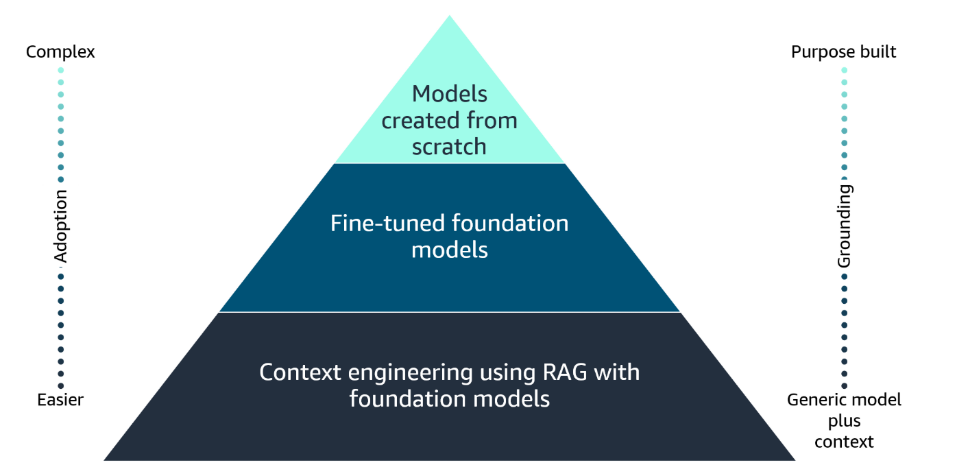 Complex
Adoption
Easier
Models
created from
scratch
Fine-tuned foundation
models
Context engineering using RAG with
foundation models
Purpose built
Grounding
Generic model
plus
context